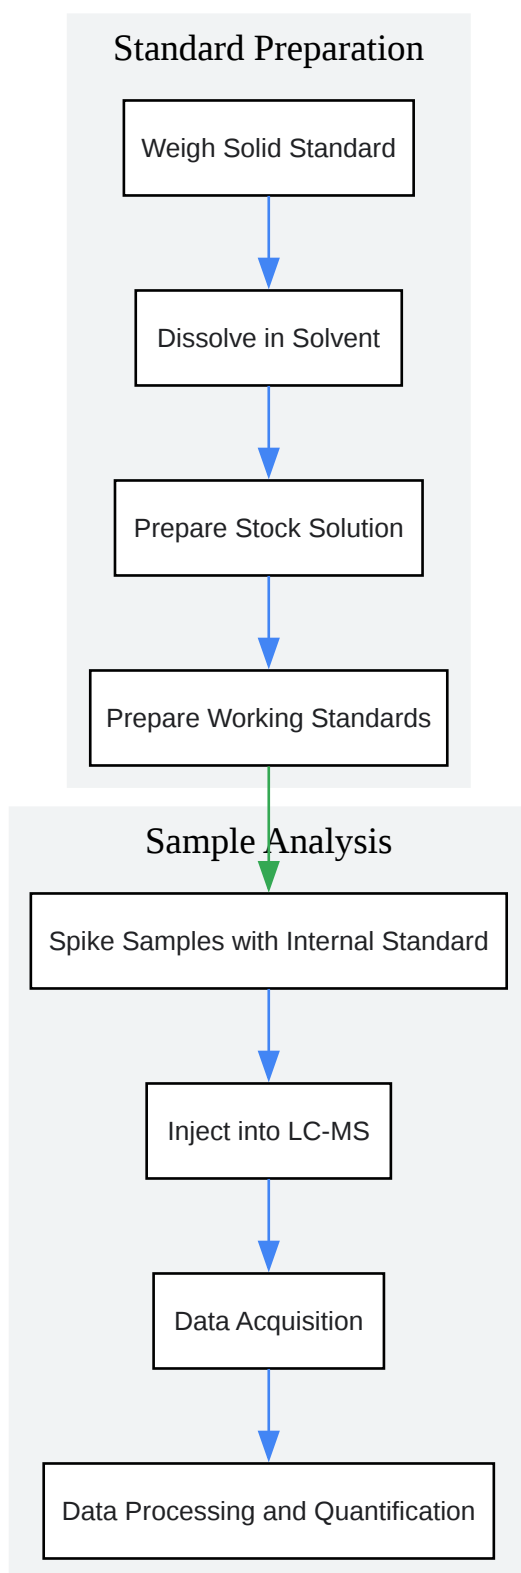 Standard Preparation
Weigh Solid Standard
Dissolve in Solvent
Prepare Stock Solution
Prepare Working Standards
Sample Analysis
Spike Samples with Internal Standard
Inject into LC-MS
Data Acquisition
Data Processing and Quantification